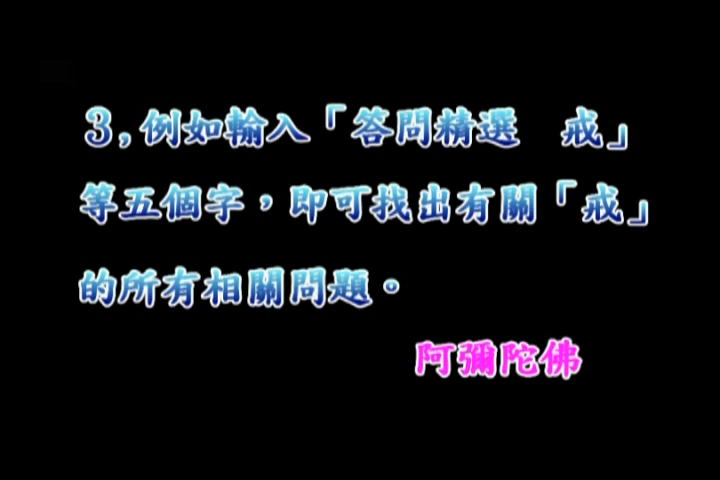 3,例如輸入「答問精選　戒」
等五個字，即可找出有關「戒」
的所有相關問題。
阿彌陀佛